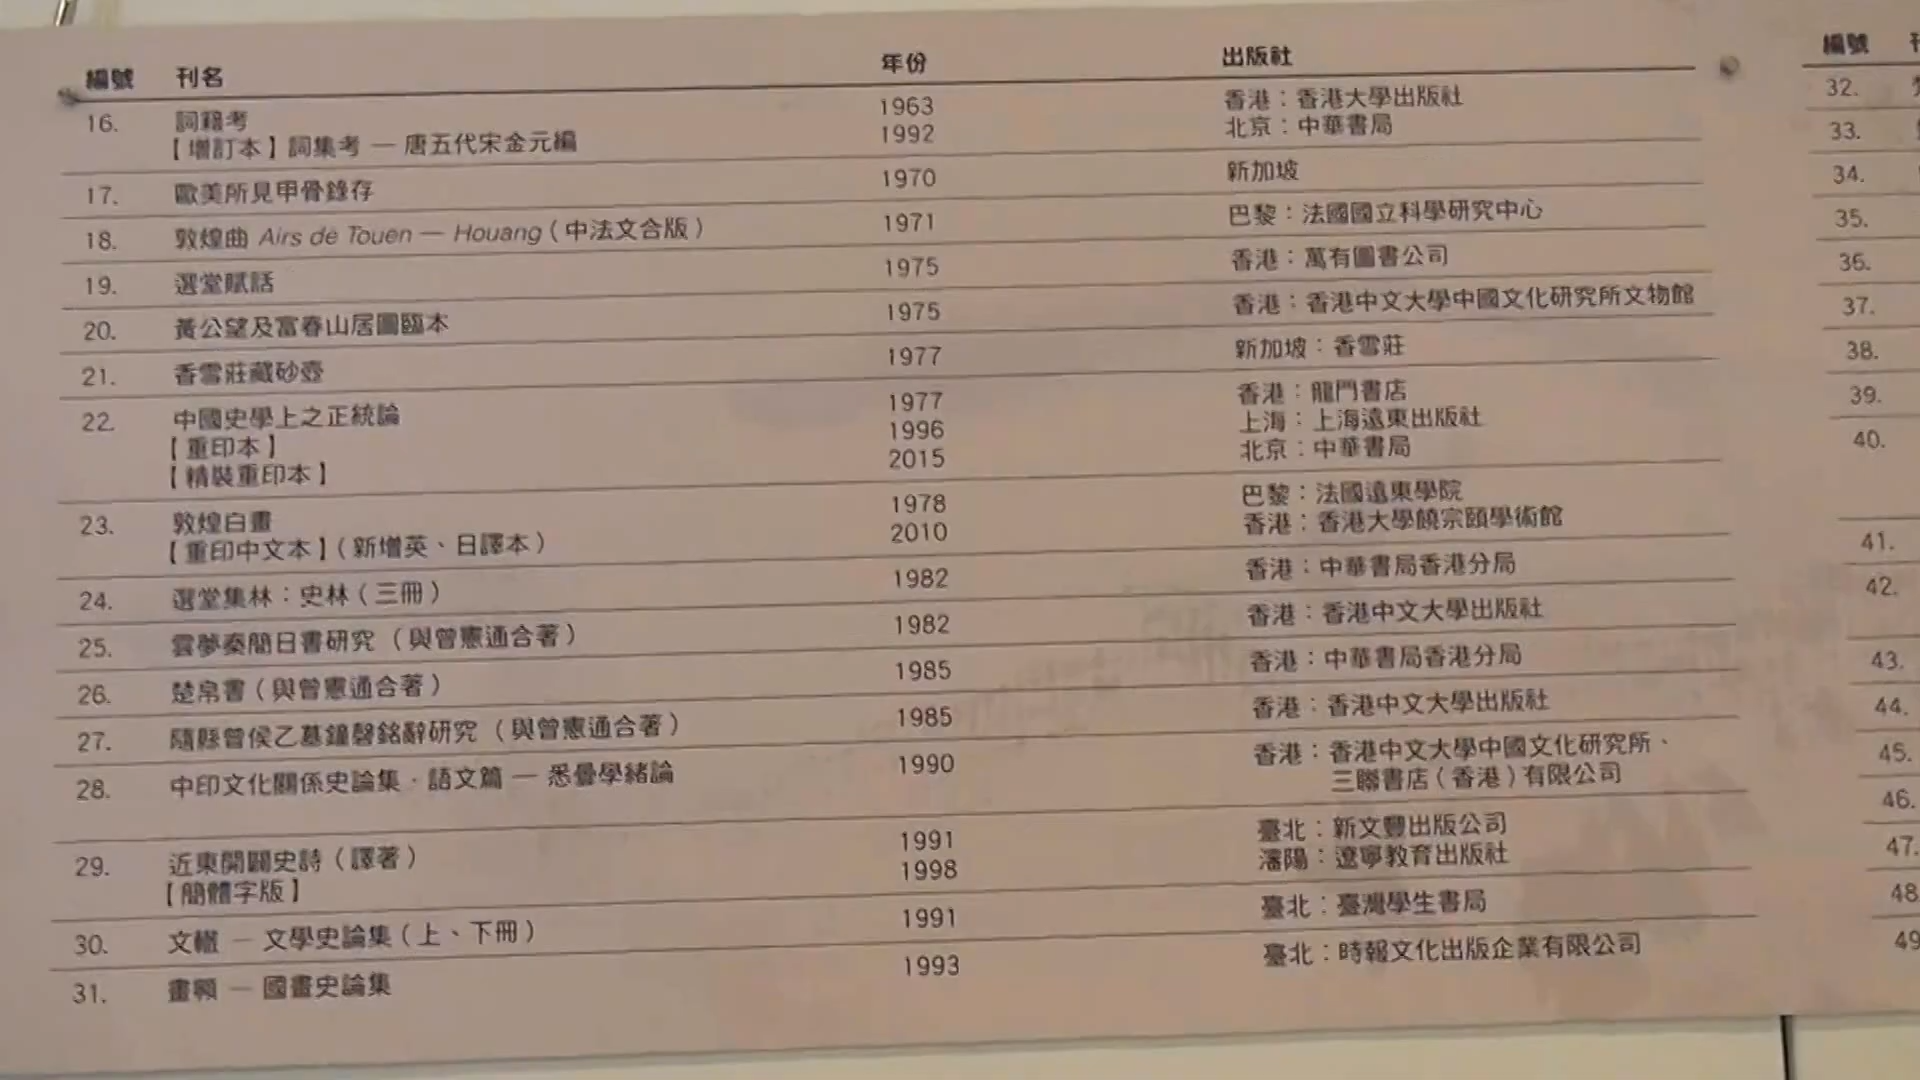 編號 刊名 年份 出版社
16. 詞籍考 1963 香港：香港大學出版社
【增訂本】詞集考 — 唐五代宋金元編 1992 北京：中華書局
17. 歐美所見甲骨錄存 1970 新加坡
18. 敦煌曲 Airs de Touen — Houang（中法文合版） 1971 巴黎：法國國立科學研究中心
19. 選堂賦話 1975 香港：萬有圖書公司
20. 黃公望及富春山居圖臨本 1975 香港：香港中文大學中國文化研究所文物館
21. 香雪莊藏砂壺 1977 新加坡：香雪莊
22. 中國史學上之正統論 1977 香港：龍門書店
【重印本】 1996 上海：上海遠東出版社
【精裝重印本】 2015 北京：中華書局
23. 敦煌白畫 1978 巴黎：法國遠東學院
【重印中文本】（新增英、日譯本） 2010 香港：香港大學饒宗頤學術館
24. 選堂集林：史林（三冊） 1982 香港：中華書局香港分局
25. 雲夢秦簡日書研究（與曾憲通合著） 1982 香港：香港中文大學出版社
26. 楚帛書（與曾憲通合著） 1985 香港：中華書局香港分局
27. 隨縣曾侯乙墓鐘磬銘辭研究（與曾憲通合著） 1985 香港：香港中文大學出版社
28. 中印文化關係史論集·語文篇 — 悉曇學緒論 1990 香港：香港中文大學中國文化研究所、
三聯書店（香港）有限公司
29. 近東開闢史詩（譯著） 1991 臺北：新文豐出版公司
【簡體字版】 1998 瀋陽：遼寧教育出版社
30. 文轍 — 文學史論集（上、下冊） 1991 臺北：臺灣學生書局
31. 畫𩕳 — 國畫史論集 1993 臺北：時報文化出版企業有限公司
編號
32.
33.
34.
35.
36.
37.
38.
39.
40.
41.
42.
43.
44.
45.
46.
47.
48.
49